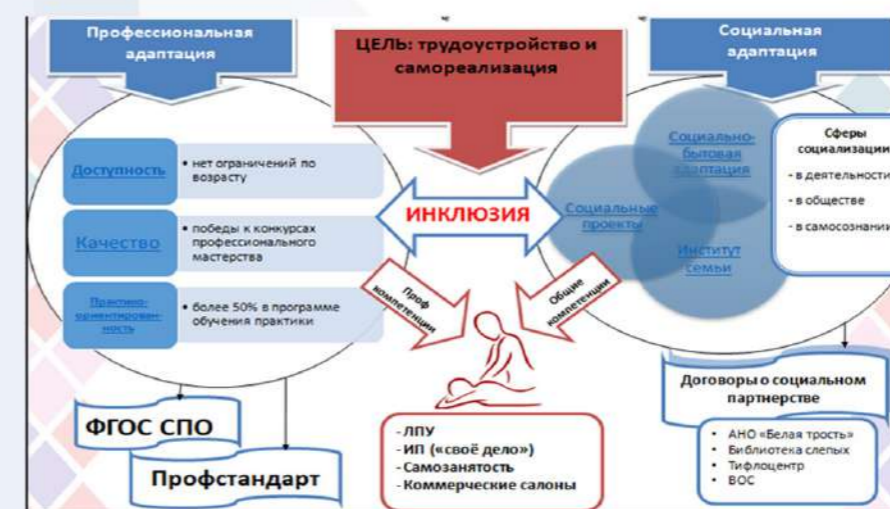 Профессиональная
адаптация
ЦЕЛЬ: трудоустройство и
самореализация
Социальная
адаптация
Доступность
• нет ограничений по
возрасту
Качество
• победы к конкурсах
профессионального
мастерства
Практико-
ориентирован-
ность
• более 50% в программе
обучения практики
ИНКЛЮЗИЯ
Социально-
бытовая
адаптация
Социальные
проекты
Институт
семьи
Сферы
социализации
- в деятельности
- в обществе
- в самосознании
Проф
компетенции
Общие
компетенции
ФГОС СПО
Профстандарт
- ЛПУ
- ИП («своё дело»)
- Самозанятость
- Коммерческие салоны
Договоры о социальном
партнерстве
• АНО «Белая трость»
• Библиотека слепых
• Тифлоцентр
• ВОС